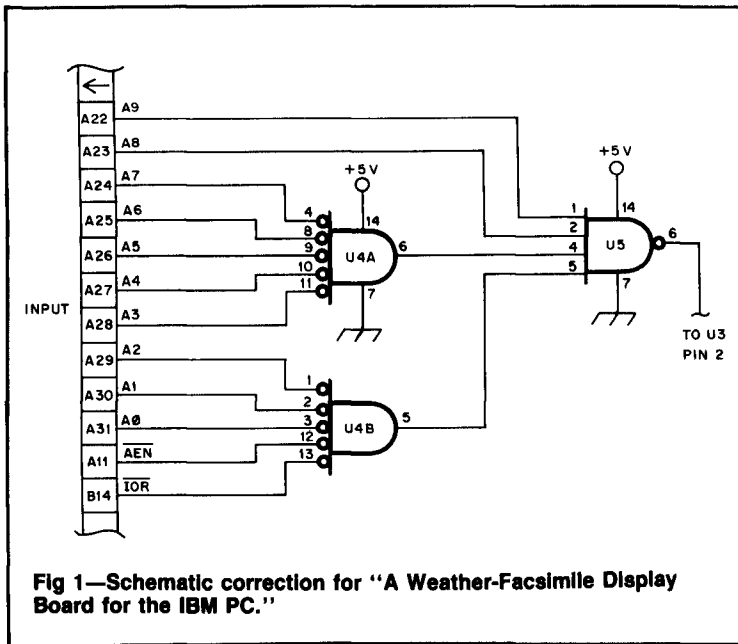 A22 A9
A23 A8
A24 A7
+5V
+5V
A25 A6
4
14
1
14
8
2
A26 A5
9 U4A 6
4 U5 6
10
5
A27 A4
11
7
7
INPUT
A28 A3
TO U3
PIN 2
A29 A2
1
A30 A1
2
A31 AØ
3 U4B 5
12
A11 AEN
13
B14 IOR
Fig 1—Schematic correction for "A Weather-Facsimile Display
Board for the IBM PC."